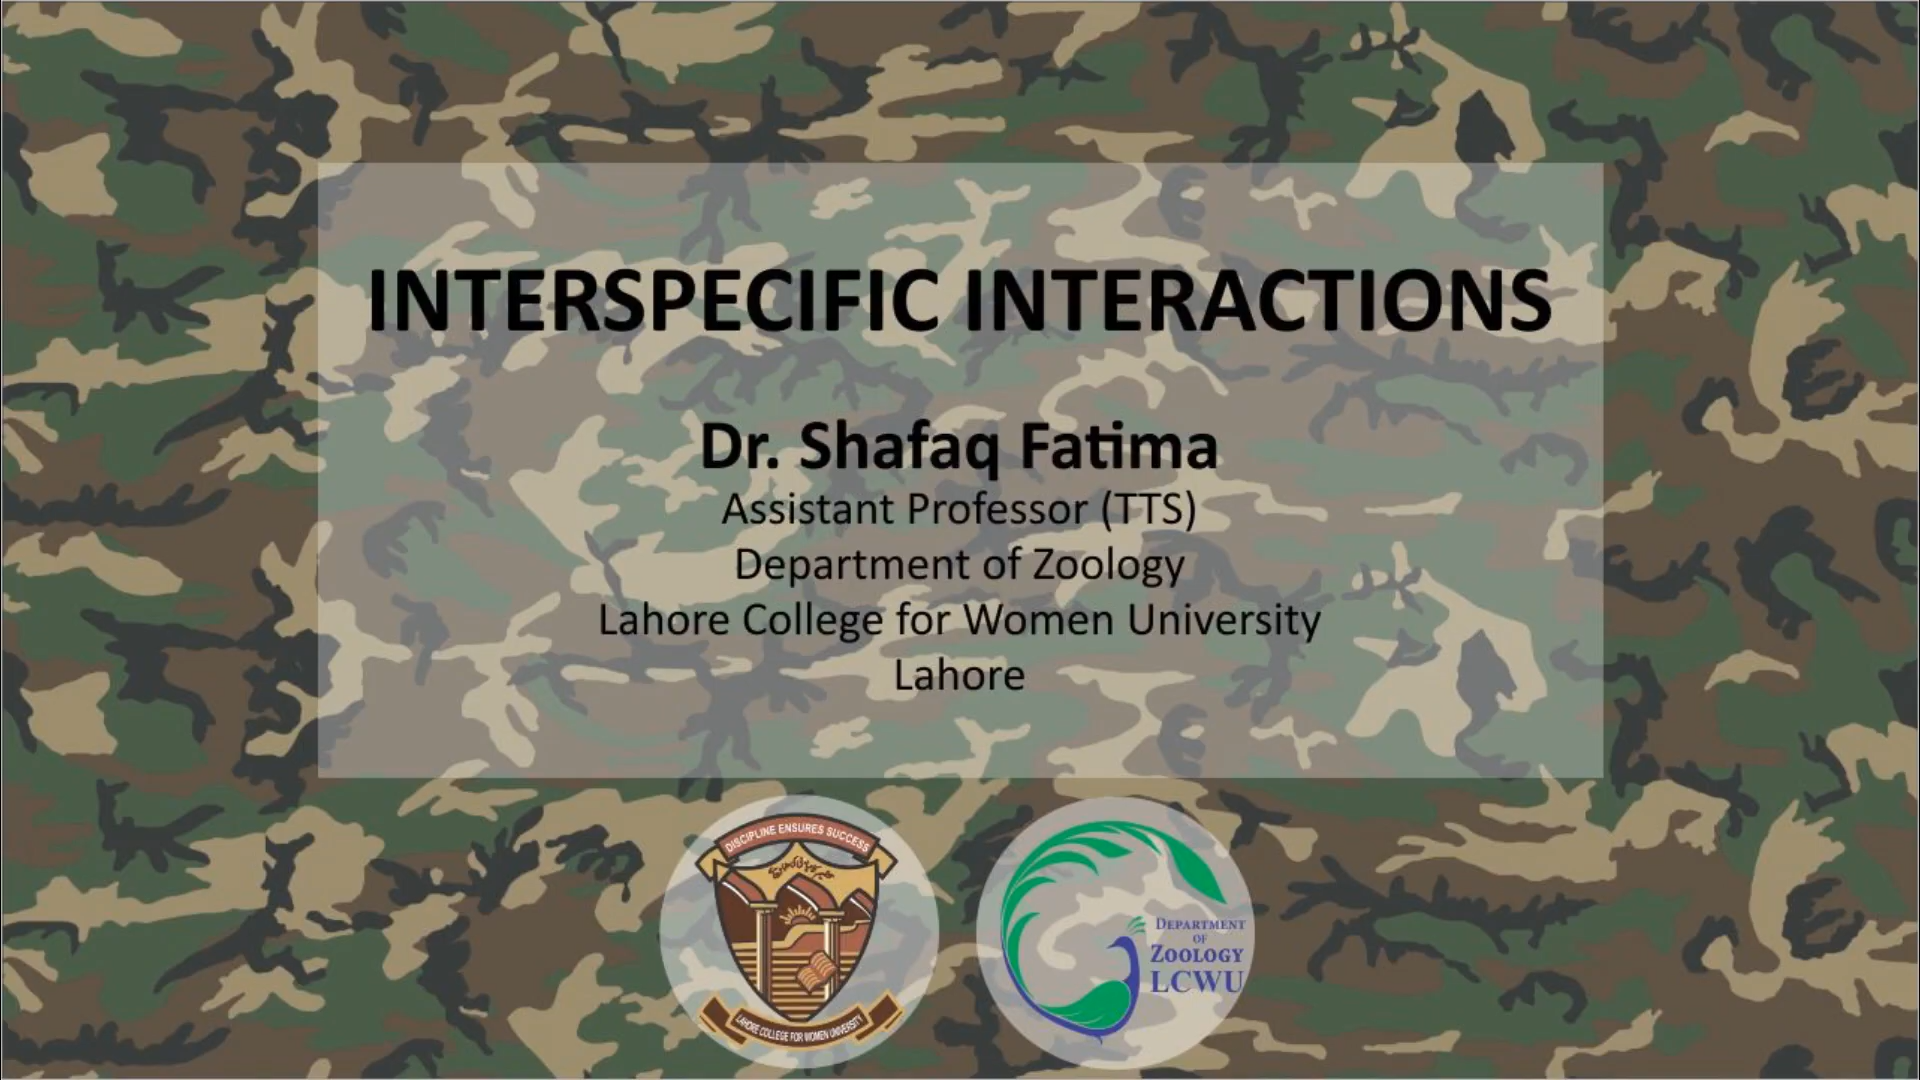 INTERSPECIFIC INTERACTIONS
Dr. Shafaq Fatima
Assistant Professor (TTS)
Department of Zoology
Lahore College for Women University
Lahore
DISCIPLINE ENSURES SUCCESS
LAHORE COLLEGE FOR WOMEN UNIVERSITY
DEPARTMENT
OF
ZOOLOGY
LCWU